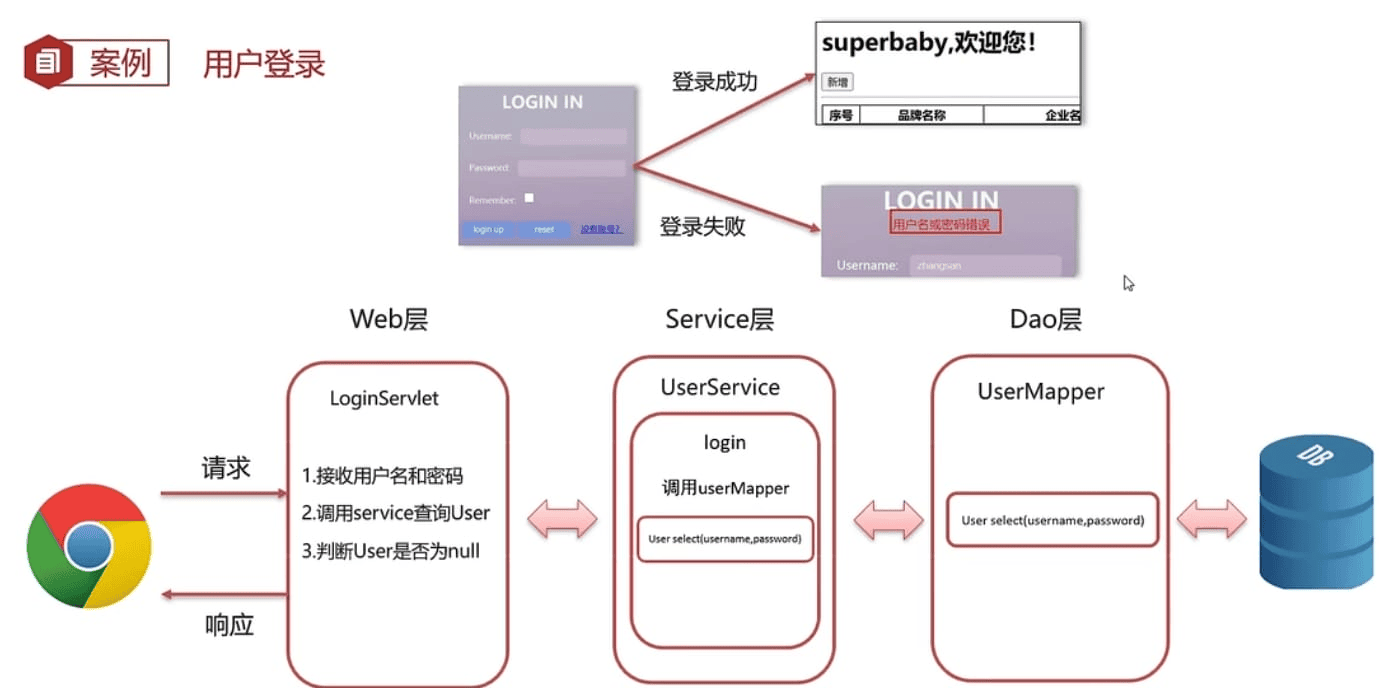 案例
用户登录
LOGIN IN
Username:
Password:
Remember:
login up
reset
没有账号?
登录成功
登录失败
superbaby,欢迎您!
新增
序号
品牌名称
企业名
LOGIN IN
用户名或密码错误
Username:
zhangsan
Web层
Service层
Dao层
请求
响应
LoginServlet
1.接收用户名和密码
2.调用service查询User
3.判断User是否为null
UserService
login
调用userMapper
User select(username,password)
UserMapper
User select(username,password)
DB